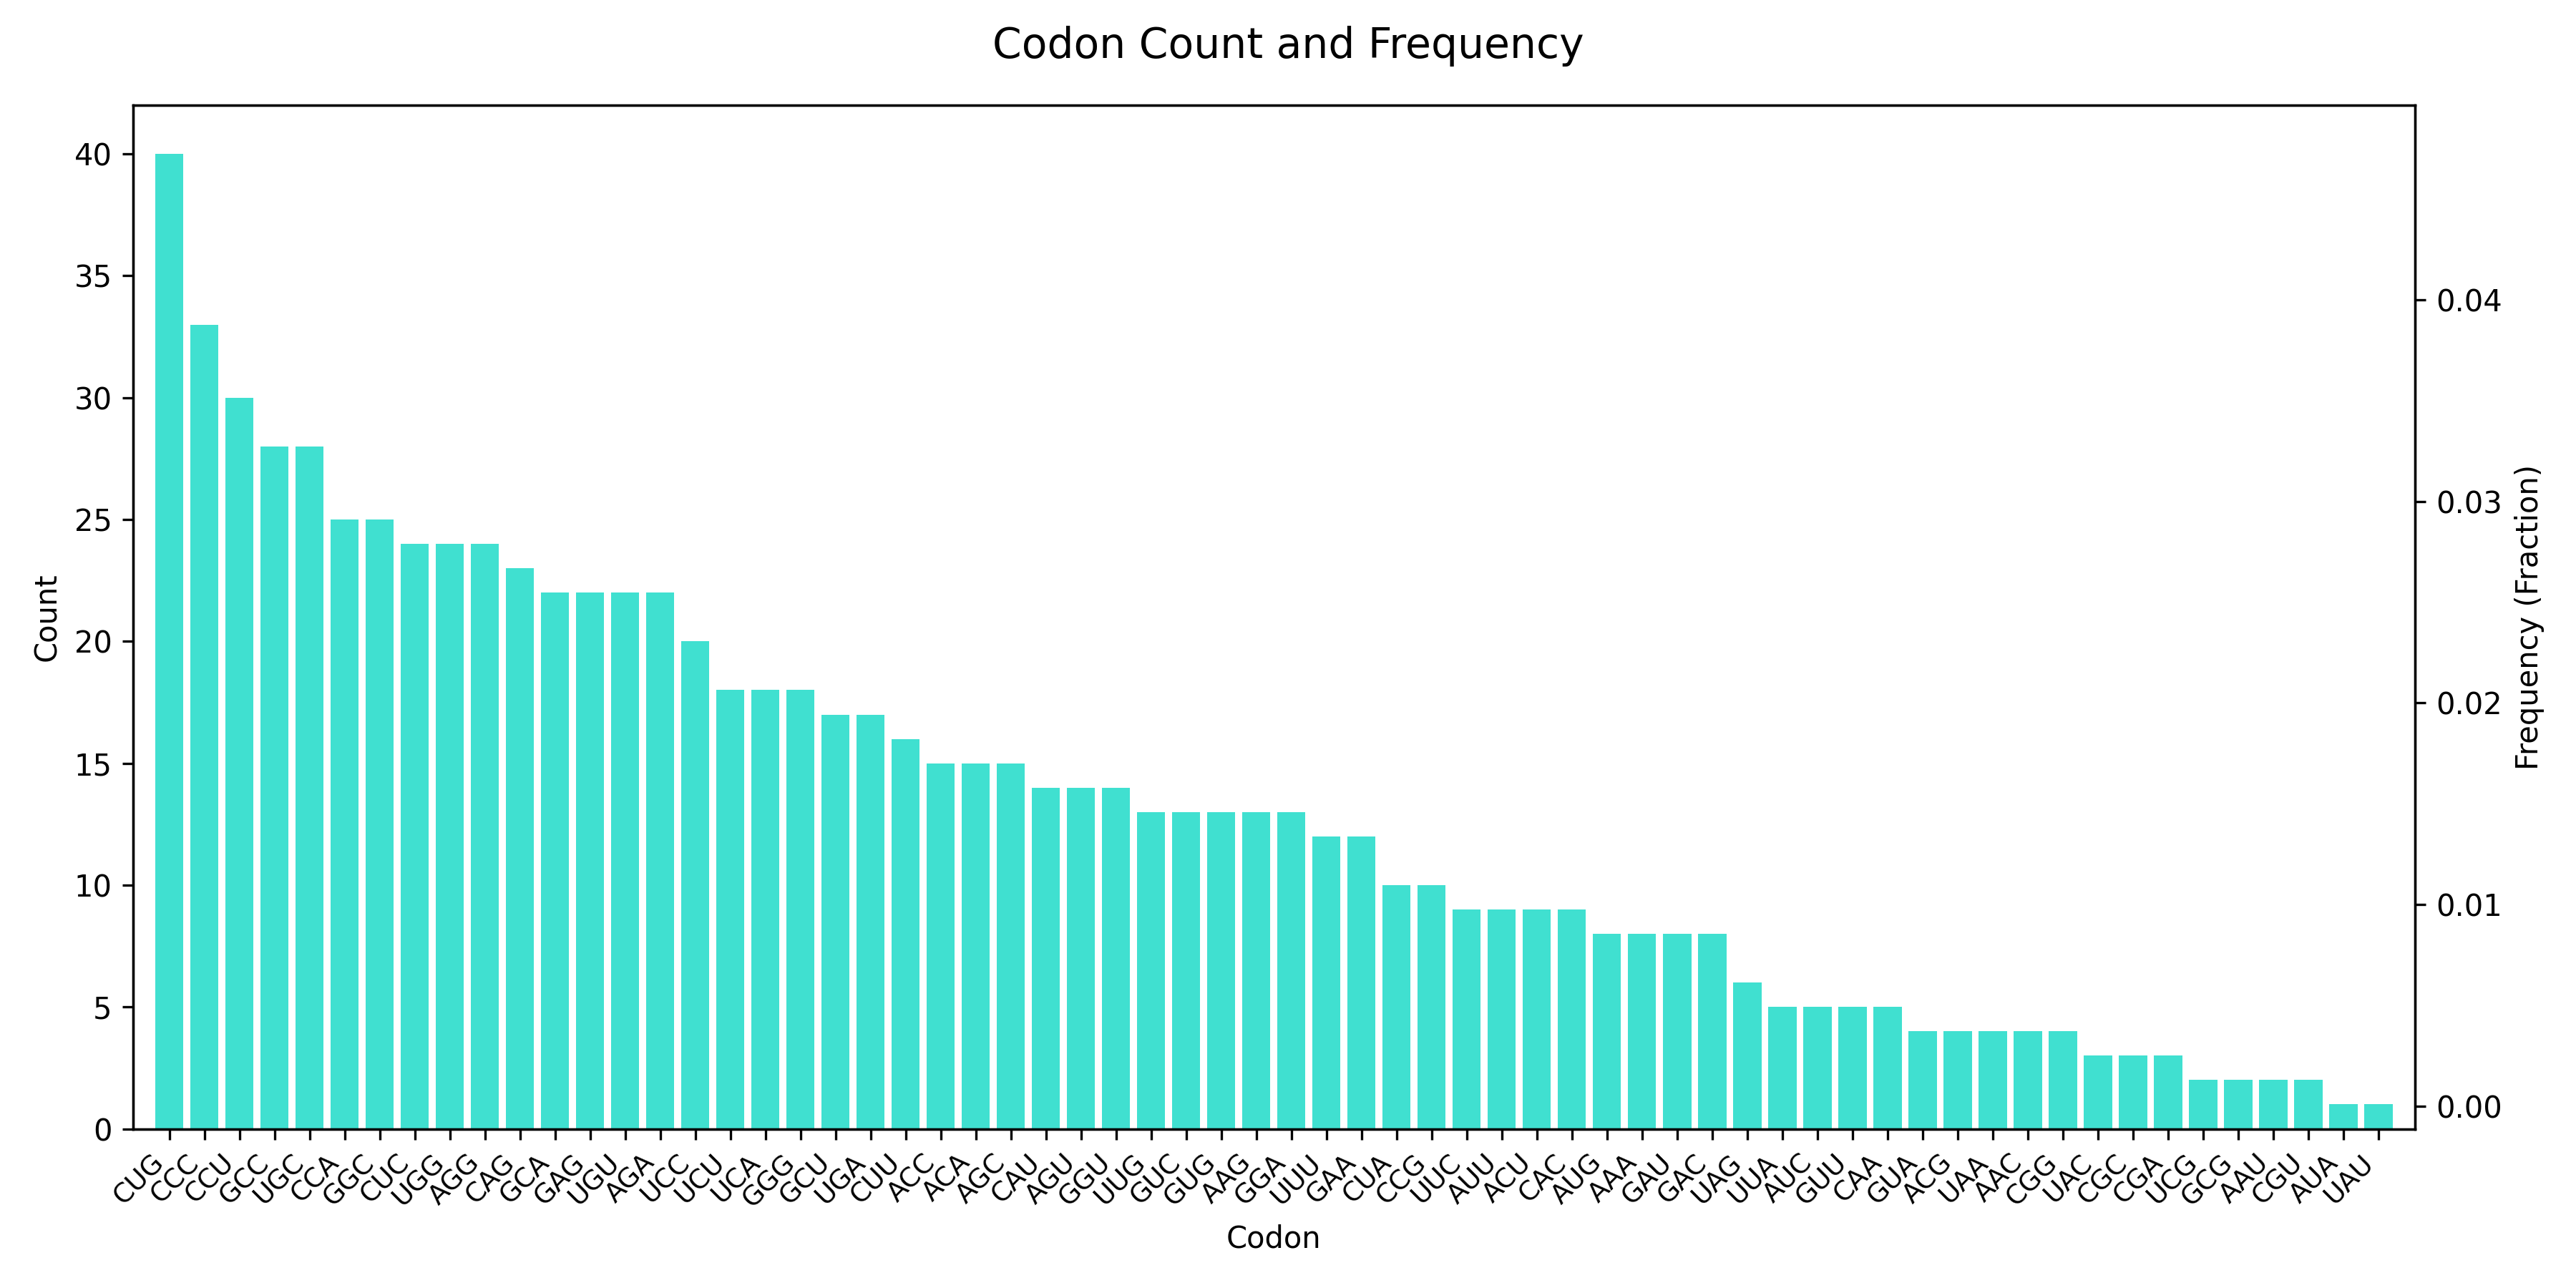 Codon Count and Frequency
40
35
30
25
20
15
10
5
0
Count
0.04
0.03
0.02
0.01
0.00
Frequency (Fraction)
CUG CCC CCU GCC UGC CCA GGC CUC UGG AGG CAG GCA GAG UGU AGA UCC UCU UCA GGG GCU UGA CUU ACC ACA AGC CAU AGU GGU UUG GUC GUG AAG GGA UUU GAA CUA CCG UUC AUU ACU CAC AUG AAA GAU GAC UAG UUA AUC GUU CAA GUA ACG UAA AAC CGG UAC CGC CGA UCG GCG AAU CGU AUA UAU
Codon